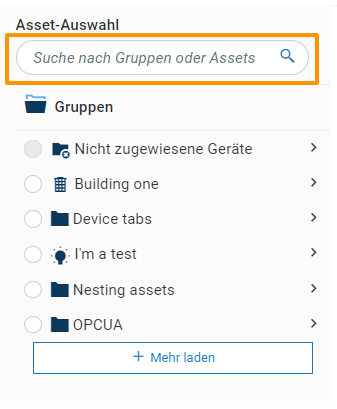 Asset-Auswahl
Suche nach Gruppen oder Assets
Gruppen
Nicht zugewiesene Geräte
Building one
Device tabs
I'm a test
Nesting assets
OPCUA
+ Mehr laden